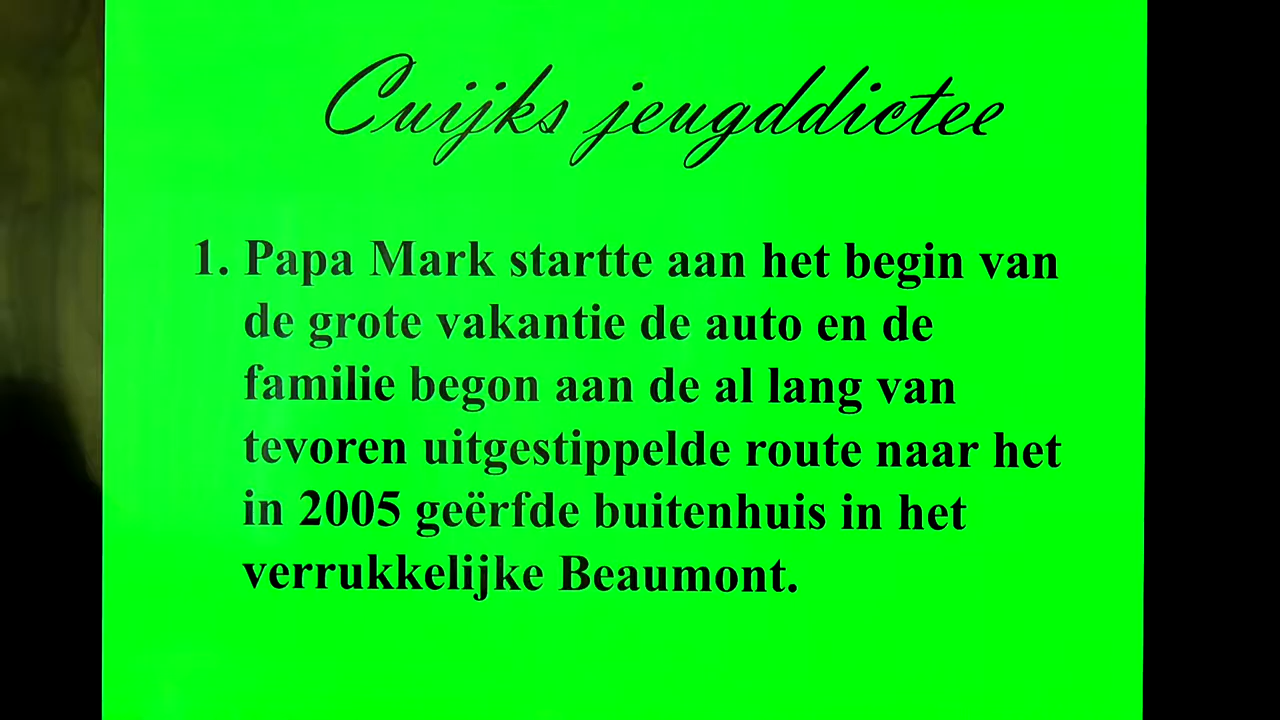 Cuijks jeugddictee
1. Papa Mark startte aan het begin van
de grote vakantie de auto en de
familie begon aan de al lang van
tevoren uitgestippelde route naar het
in 2005 geërfde buitenhuis in het
verrukkelijke Beaumont.